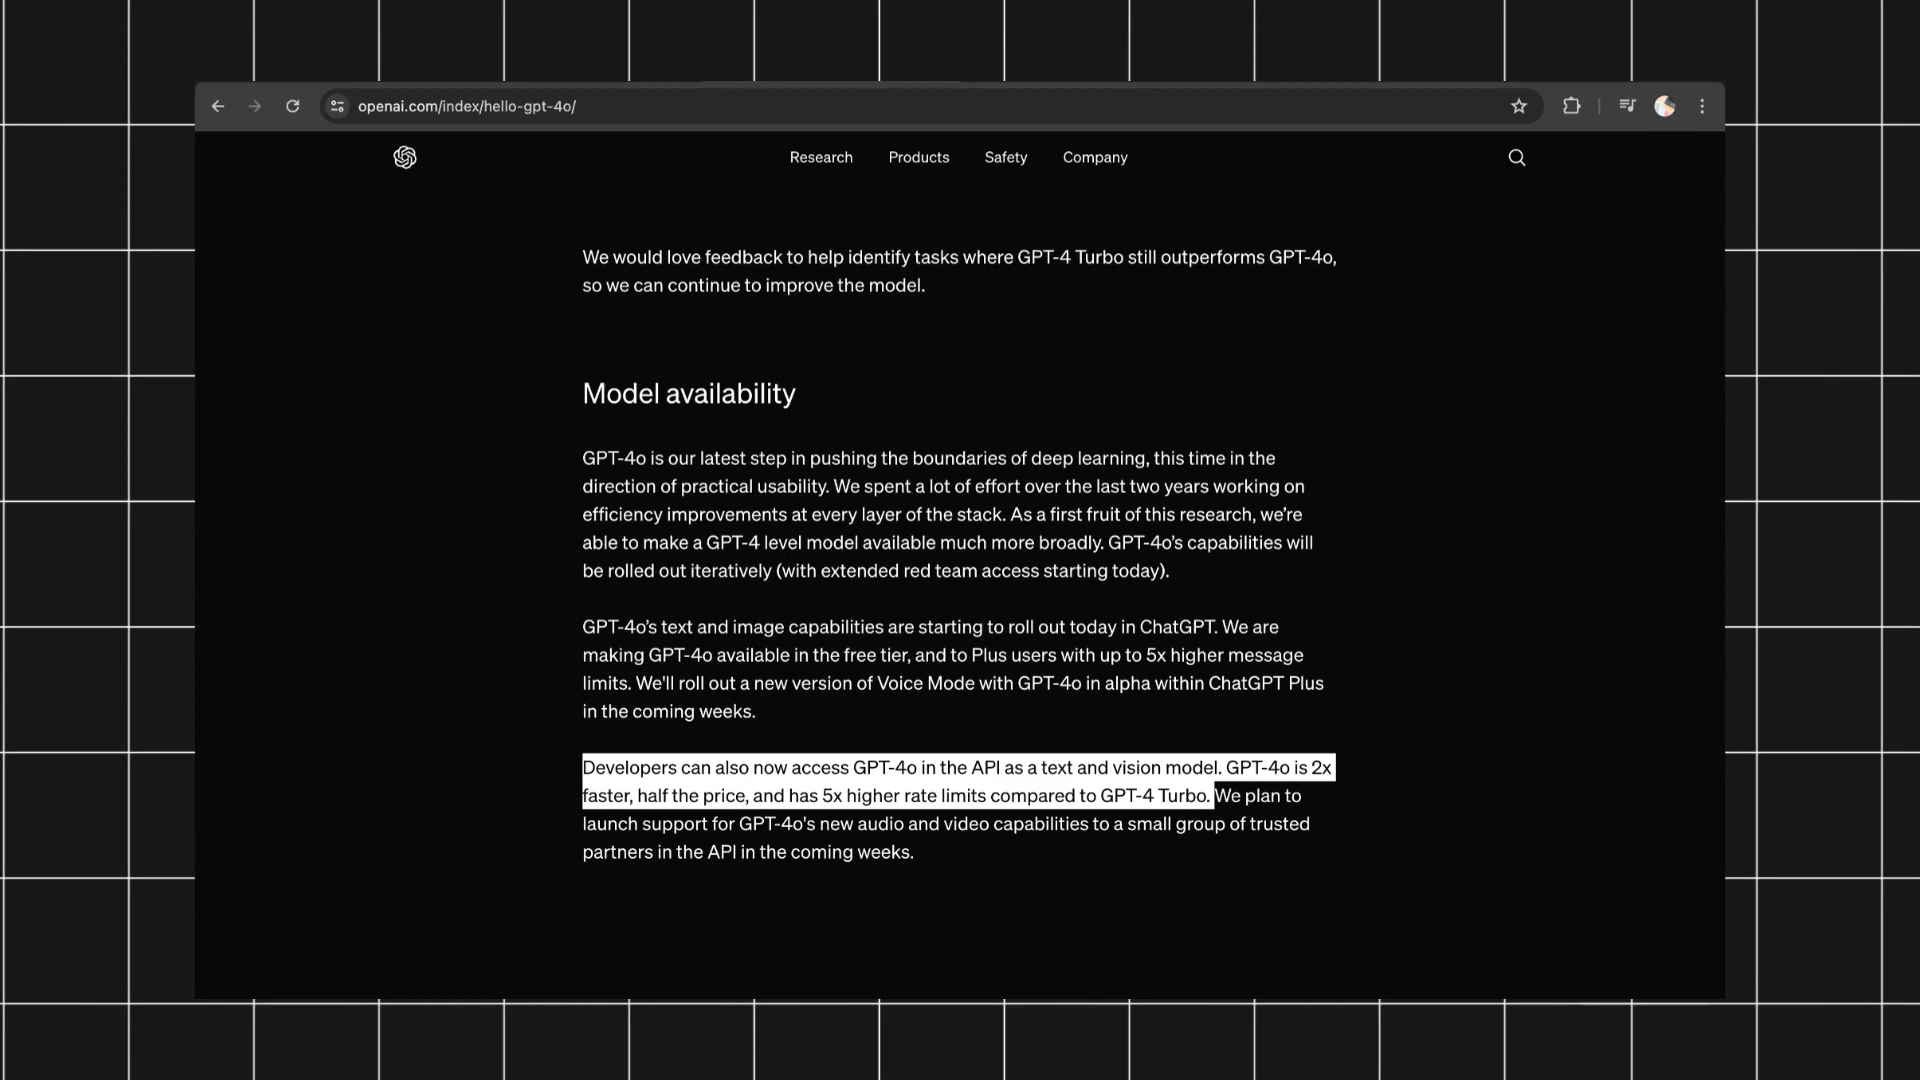 openai.com/index/hello-gpt-4o/
Research Products Safety Company
We would love feedback to help identify tasks where GPT-4 Turbo still outperforms GPT-4o,
so we can continue to improve the model.
Model availability
GPT-4o is our latest step in pushing the boundaries of deep learning, this time in the
direction of practical usability. We spent a lot of effort over the last two years working on
efficiency improvements at every layer of the stack. As a first fruit of this research, we’re
able to make a GPT-4 level model available much more broadly. GPT-4o’s capabilities will
be rolled out iteratively (with extended red team access starting today).
GPT-4o’s text and image capabilities are starting to roll out today in ChatGPT. We are
making GPT-4o available in the free tier, and to Plus users with up to 5x higher message
limits. We'll roll out a new version of Voice Mode with GPT-4o in alpha within ChatGPT Plus
in the coming weeks.
Developers can also now access GPT-4o in the API as a text and vision model. GPT-4o is 2x
faster, half the price, and has 5x higher rate limits compared to GPT-4 Turbo. We plan to
launch support for GPT-4o's new audio and video capabilities to a small group of trusted
partners in the API in the coming weeks.